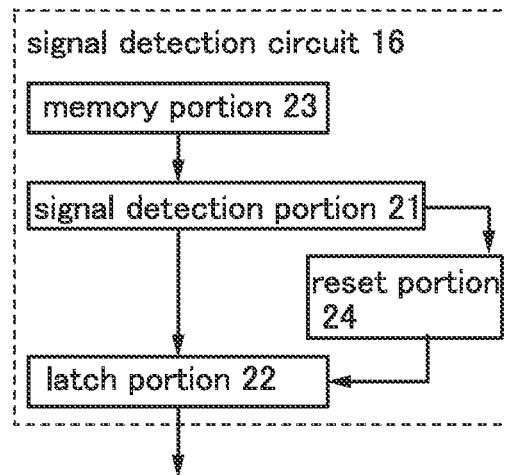 signal detection circuit 16
memory portion 23
signal detection portion 21
reset portion
24
latch portion 22